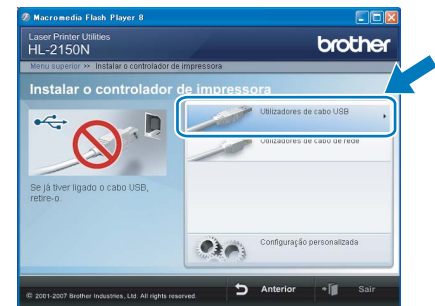 Macromedia Flash Player 8
Laser Printer Utilities
HL-2150N
brother
Menu superior >> Instalar o controlador de impressora
Instalar o controlador de impressora
Utilizadores de cabo USB
Utilizadores de cabo de rede
Se já tiver ligado o cabo USB,
retire-o.
Configuração personalizada
© 2001-2007 Brother Industries, Ltd. All rights reserved.
Anterior
Sair